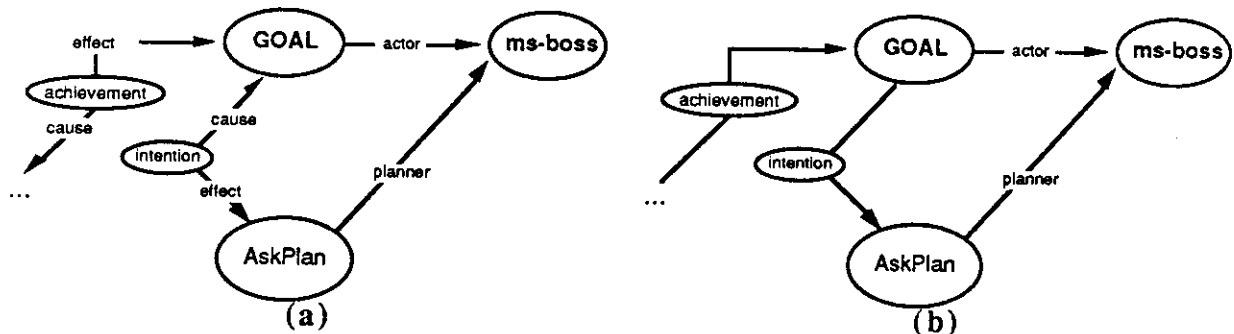 effect
GOAL
actor
ms-boss
achievement
cause
cause
intention
effect
planner
...
AskPlan
(a)
GOAL
actor
ms-boss
achievement
intention
planner
...
AskPlan
(b)